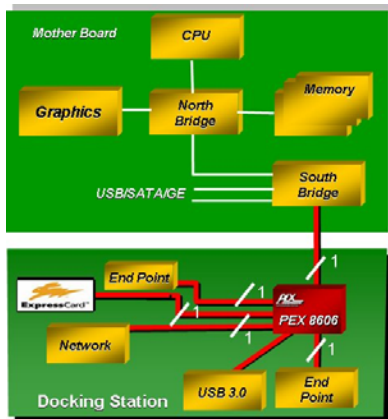 Mother Board
CPU
Graphics
North
Bridge
Memory
South
Bridge
USB/SATA/GE
1
End Point
ExpressCard
1
1
PLX
PEX 8606
1
1
Network
USB 3.0
End
Point
Docking Station